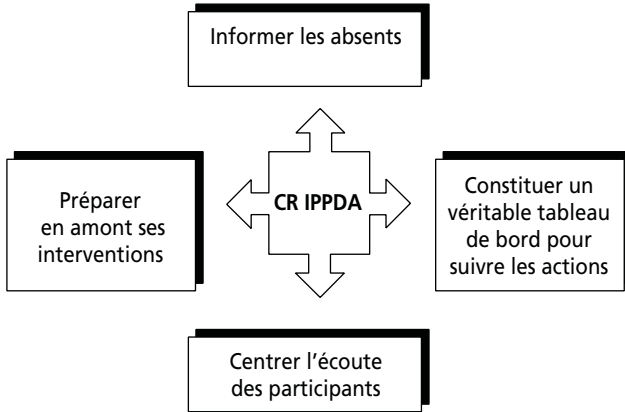 Informer les absents
Préparer
en amont ses
interventions
CR IPPDA
Constituer un
véritable tableau
de bord pour
suivre les actions
Centrer l'écoute
des participants